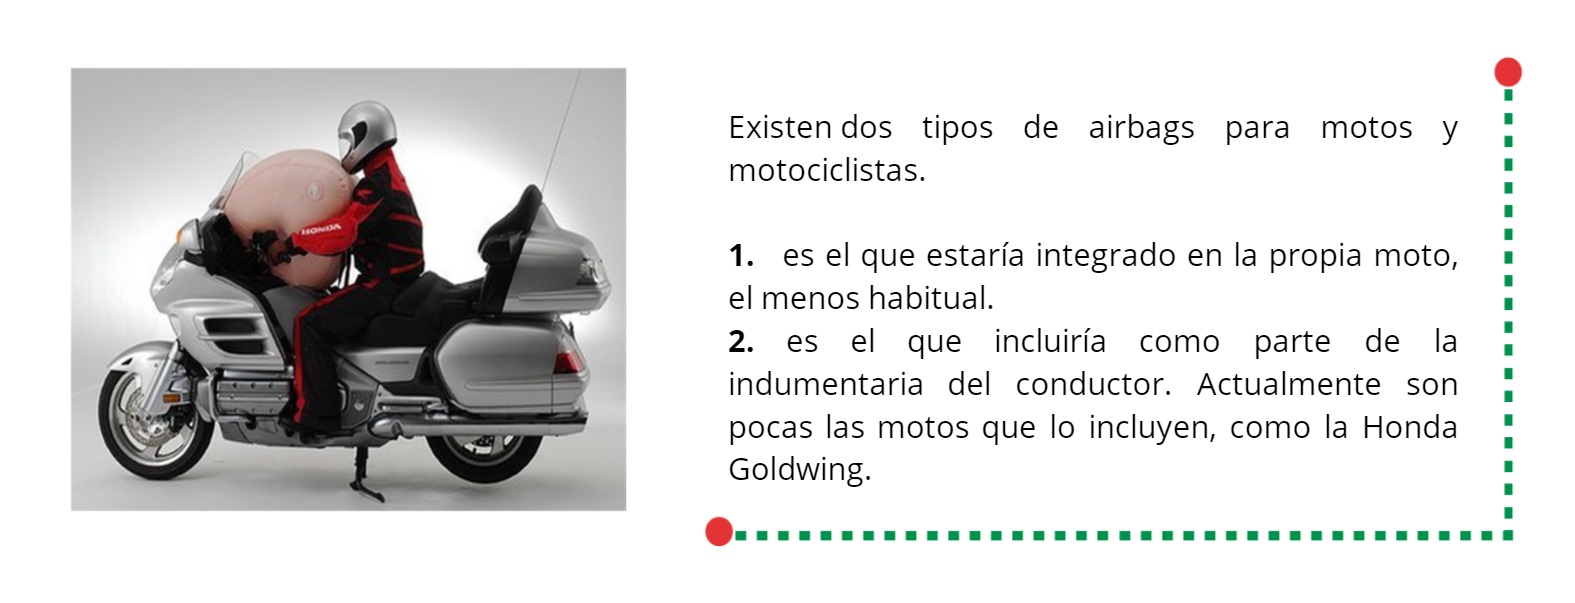 HONDA
Existen dos tipos de airbags para motos y
motociclistas.
1. es el que estaría integrado en la propia moto,
el menos habitual.
2. es el que incluiría como parte de la
indumentaria del conductor. Actualmente son
pocas las motos que lo incluyen, como la Honda
Goldwing.